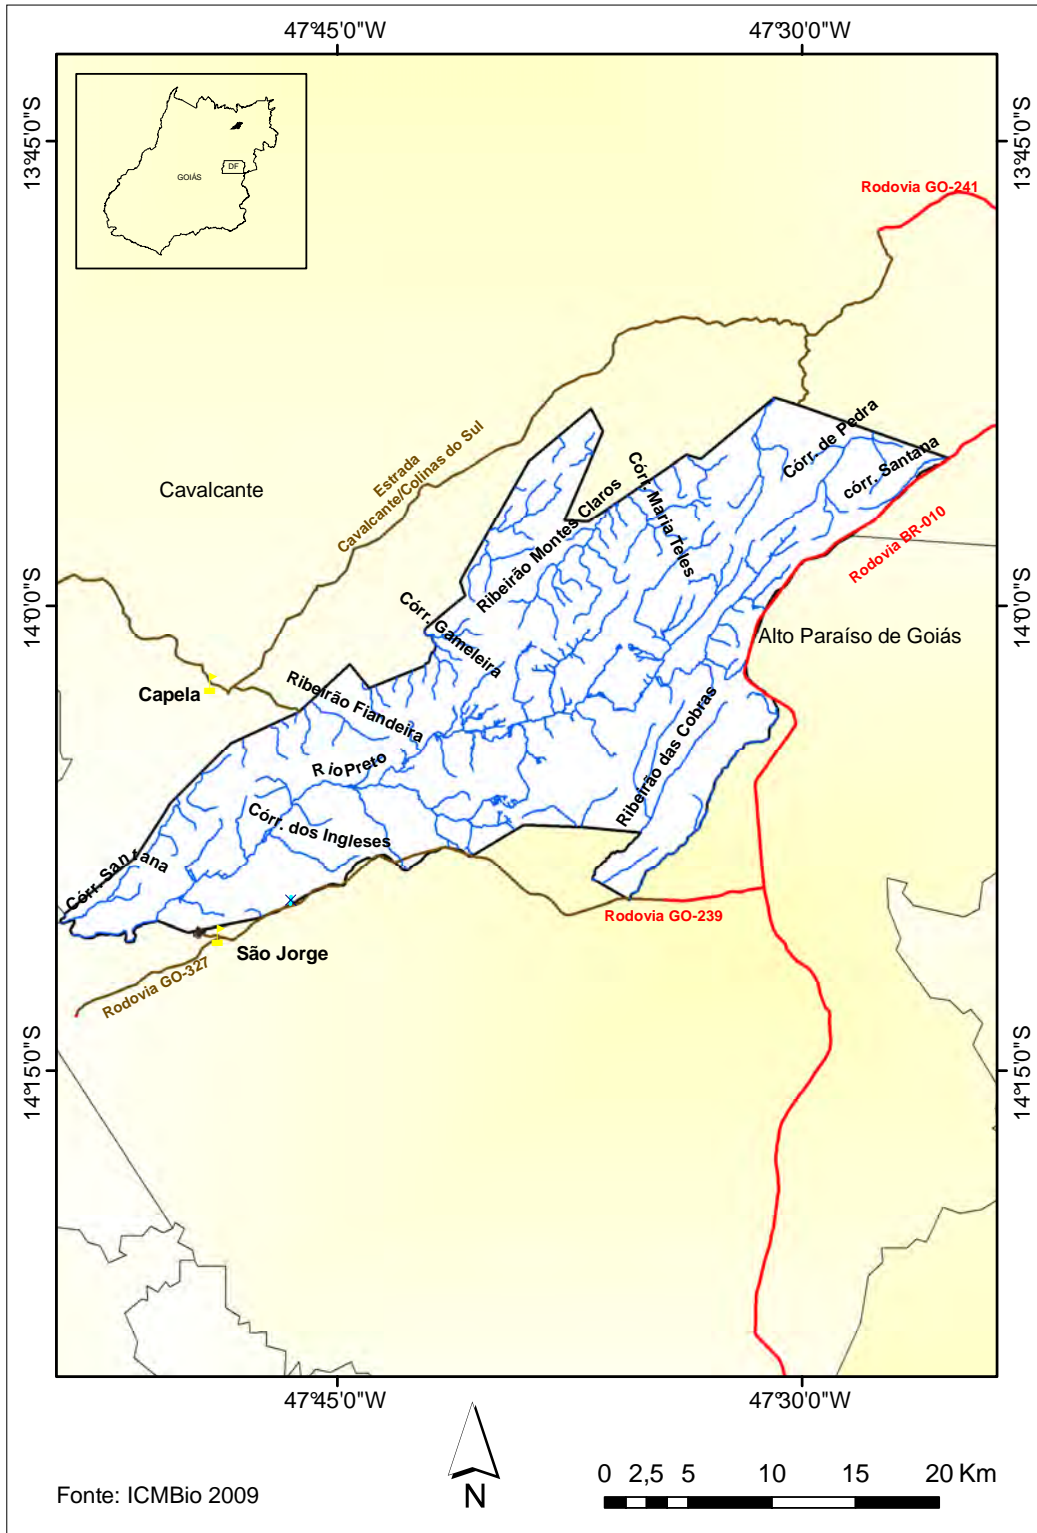 47°45'0"W
47°30'0"W
13°45'0"S
13°45'0"S
GOIÁS
DF
Rodovia GO-241
Estrada
Cavalcante/Colinas do Sul
Cavalcante
Córr. de Pedra
córr. Santana
Córr. Maria Teles
Ribeirão Montes Claros
Rodovia BR-010
14°0'0"S
14°0'0"S
Córr. Gameleira
Alto Paraíso de Goiás
Capela
Ribeirão Fiandeira
Ribeirão das Cobras
Rio Preto
Córr. dos Ingleses
Córr. Santana
Rodovia GO-239
São Jorge
Rodovia GO-327
14°15'0"S
14°15'0"S
47°45'0"W
47°30'0"W
N
0 2,5 5 10 15 20 Km
Fonte: ICMBio 2009